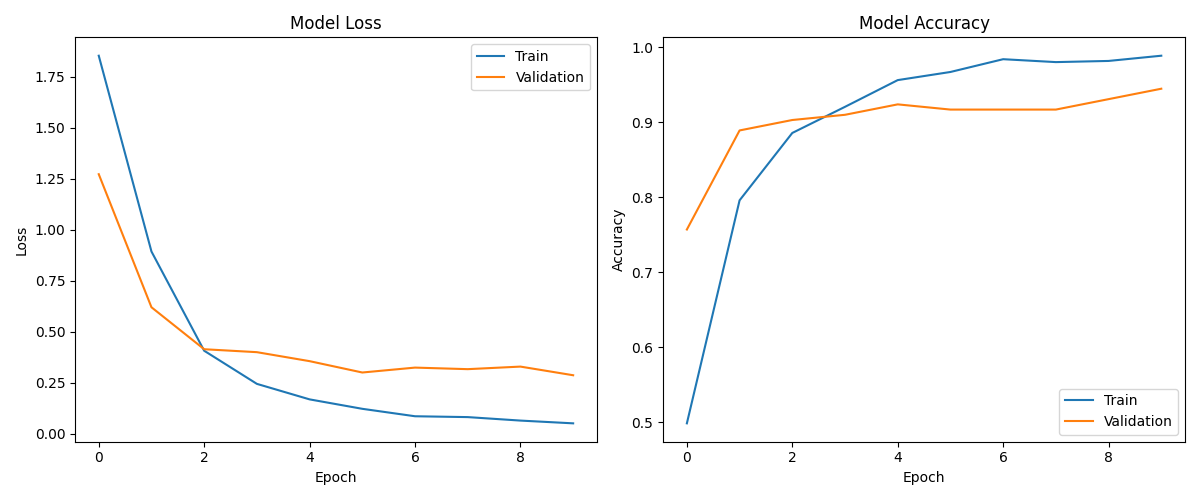 Model Loss
Train
Validation
1.75
1.50
1.25
1.00
0.75
0.50
0.25
0.00
Loss
0 2 4 6 8
Epoch
Model Accuracy
1.0
0.9
0.8
0.7
0.6
0.5
Accuracy
Train
Validation
0 2 4 6 8
Epoch